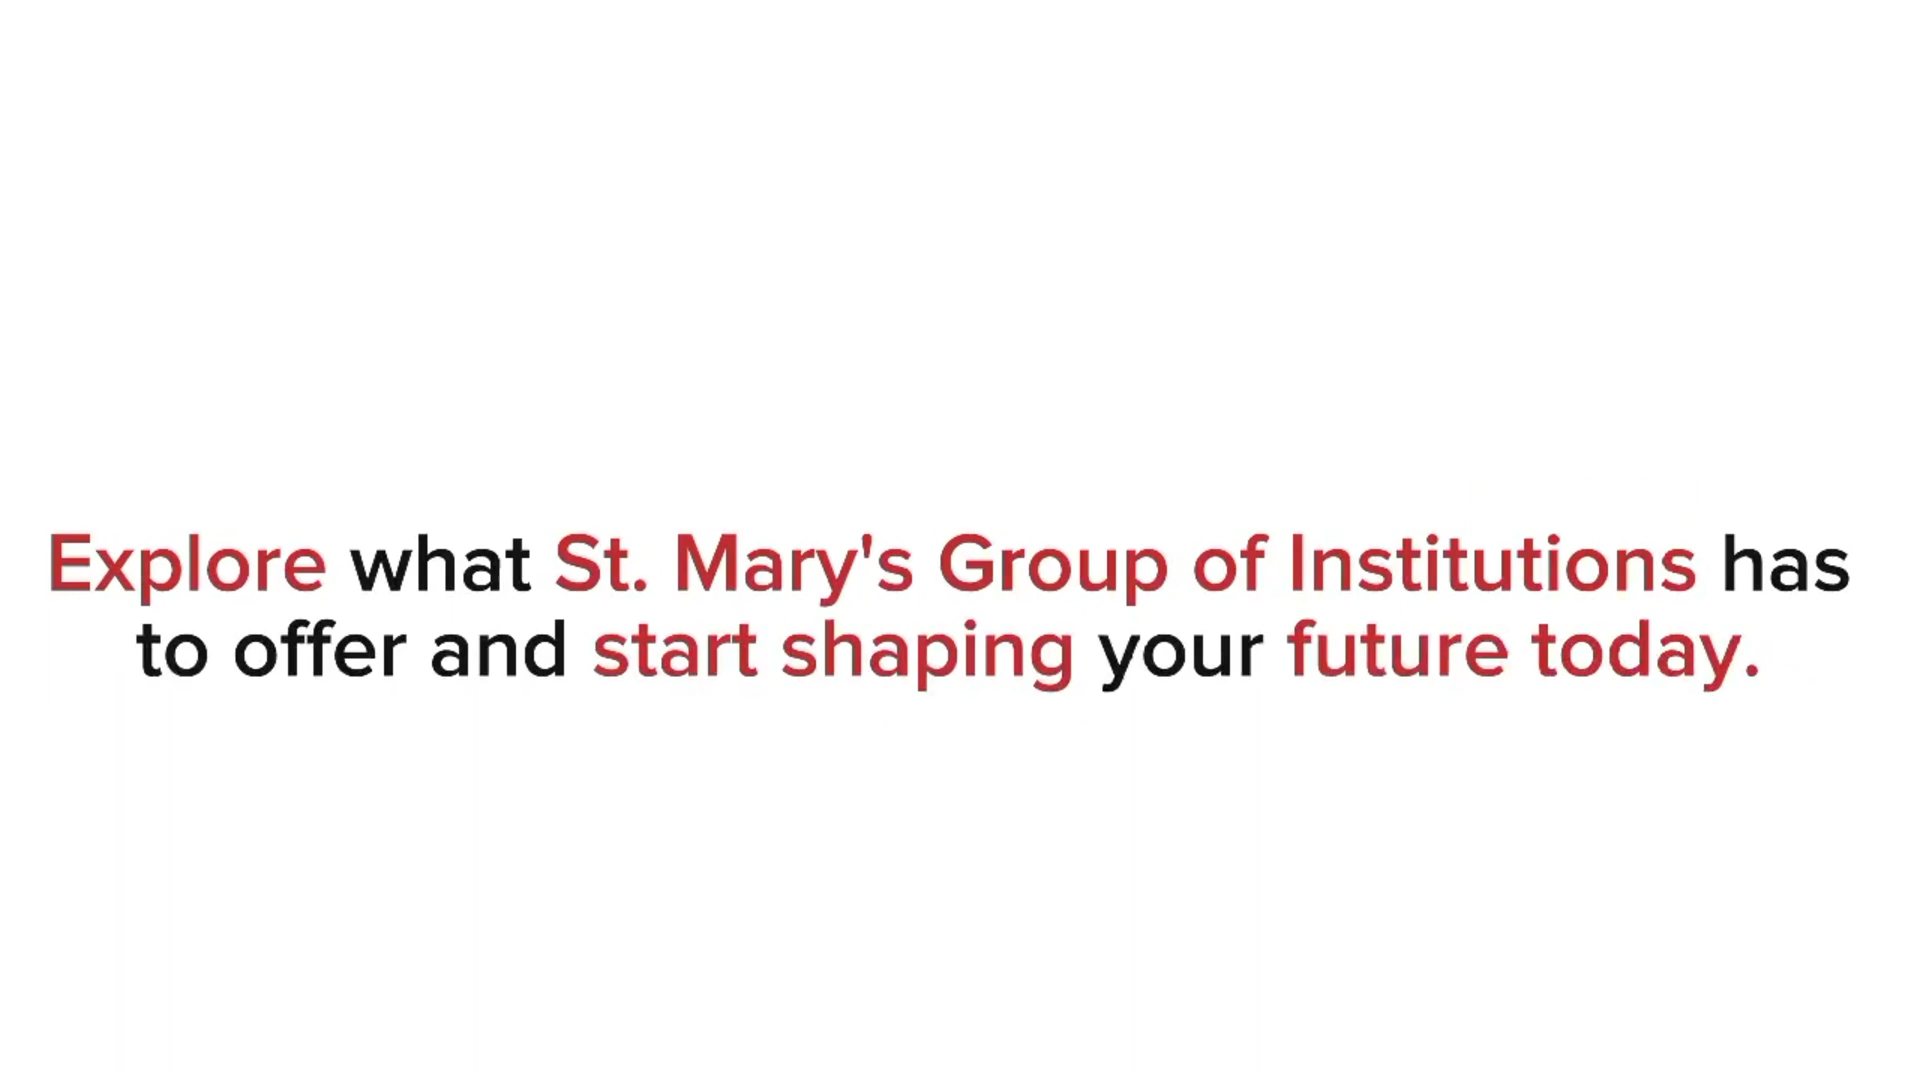 Explore what St. Mary's Group of Institutions has
to offer and start shaping your future today.